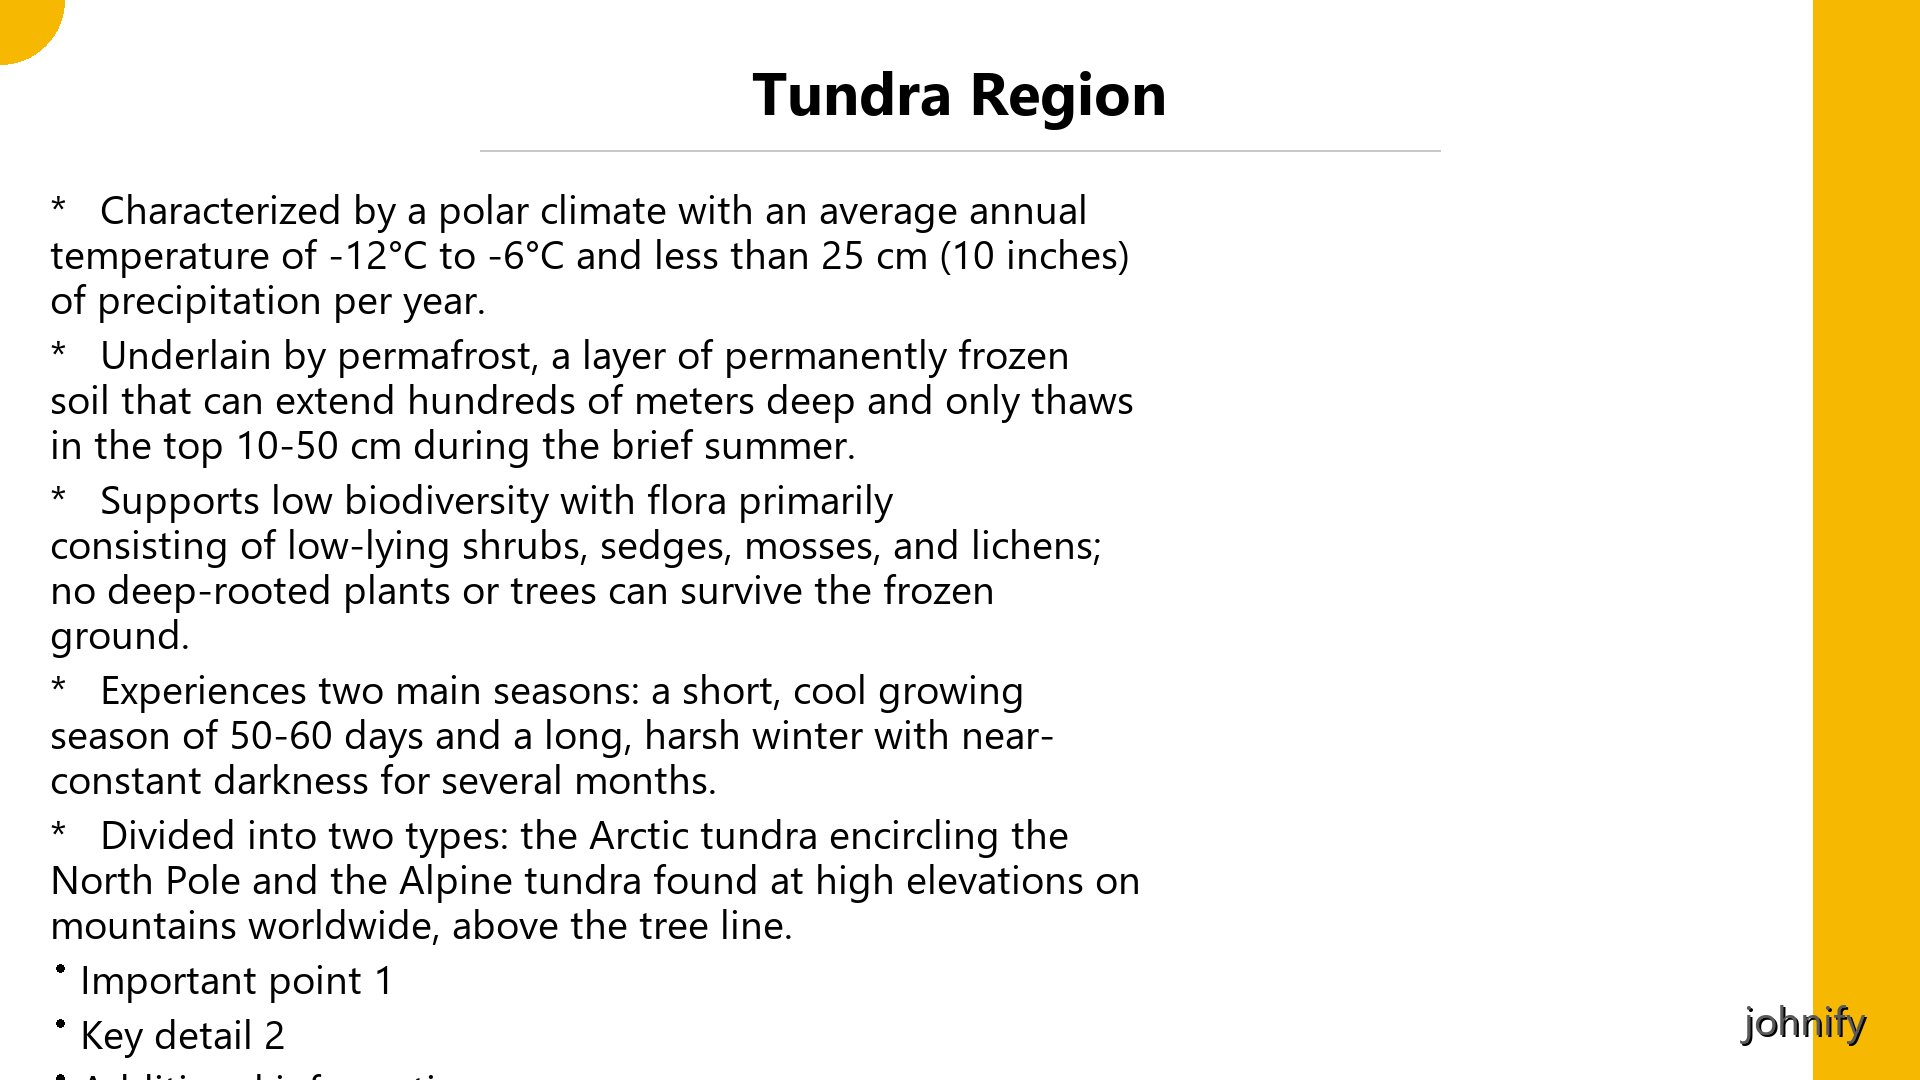 Tundra Region
* Characterized by a polar climate with an average annual
temperature of -12°C to -6°C and less than 25 cm (10 inches)
of precipitation per year.
* Underlain by permafrost, a layer of permanently frozen
soil that can extend hundreds of meters deep and only thaws
in the top 10-50 cm during the brief summer.
* Supports low biodiversity with flora primarily
consisting of low-lying shrubs, sedges, mosses, and lichens;
no deep-rooted plants or trees can survive the frozen
ground.
* Experiences two main seasons: a short, cool growing
season of 50-60 days and a long, harsh winter with near-
constant darkness for several months.
* Divided into two types: the Arctic tundra encircling the
North Pole and the Alpine tundra found at high elevations on
mountains worldwide, above the tree line.
• Important point 1
• Key detail 2
johnify